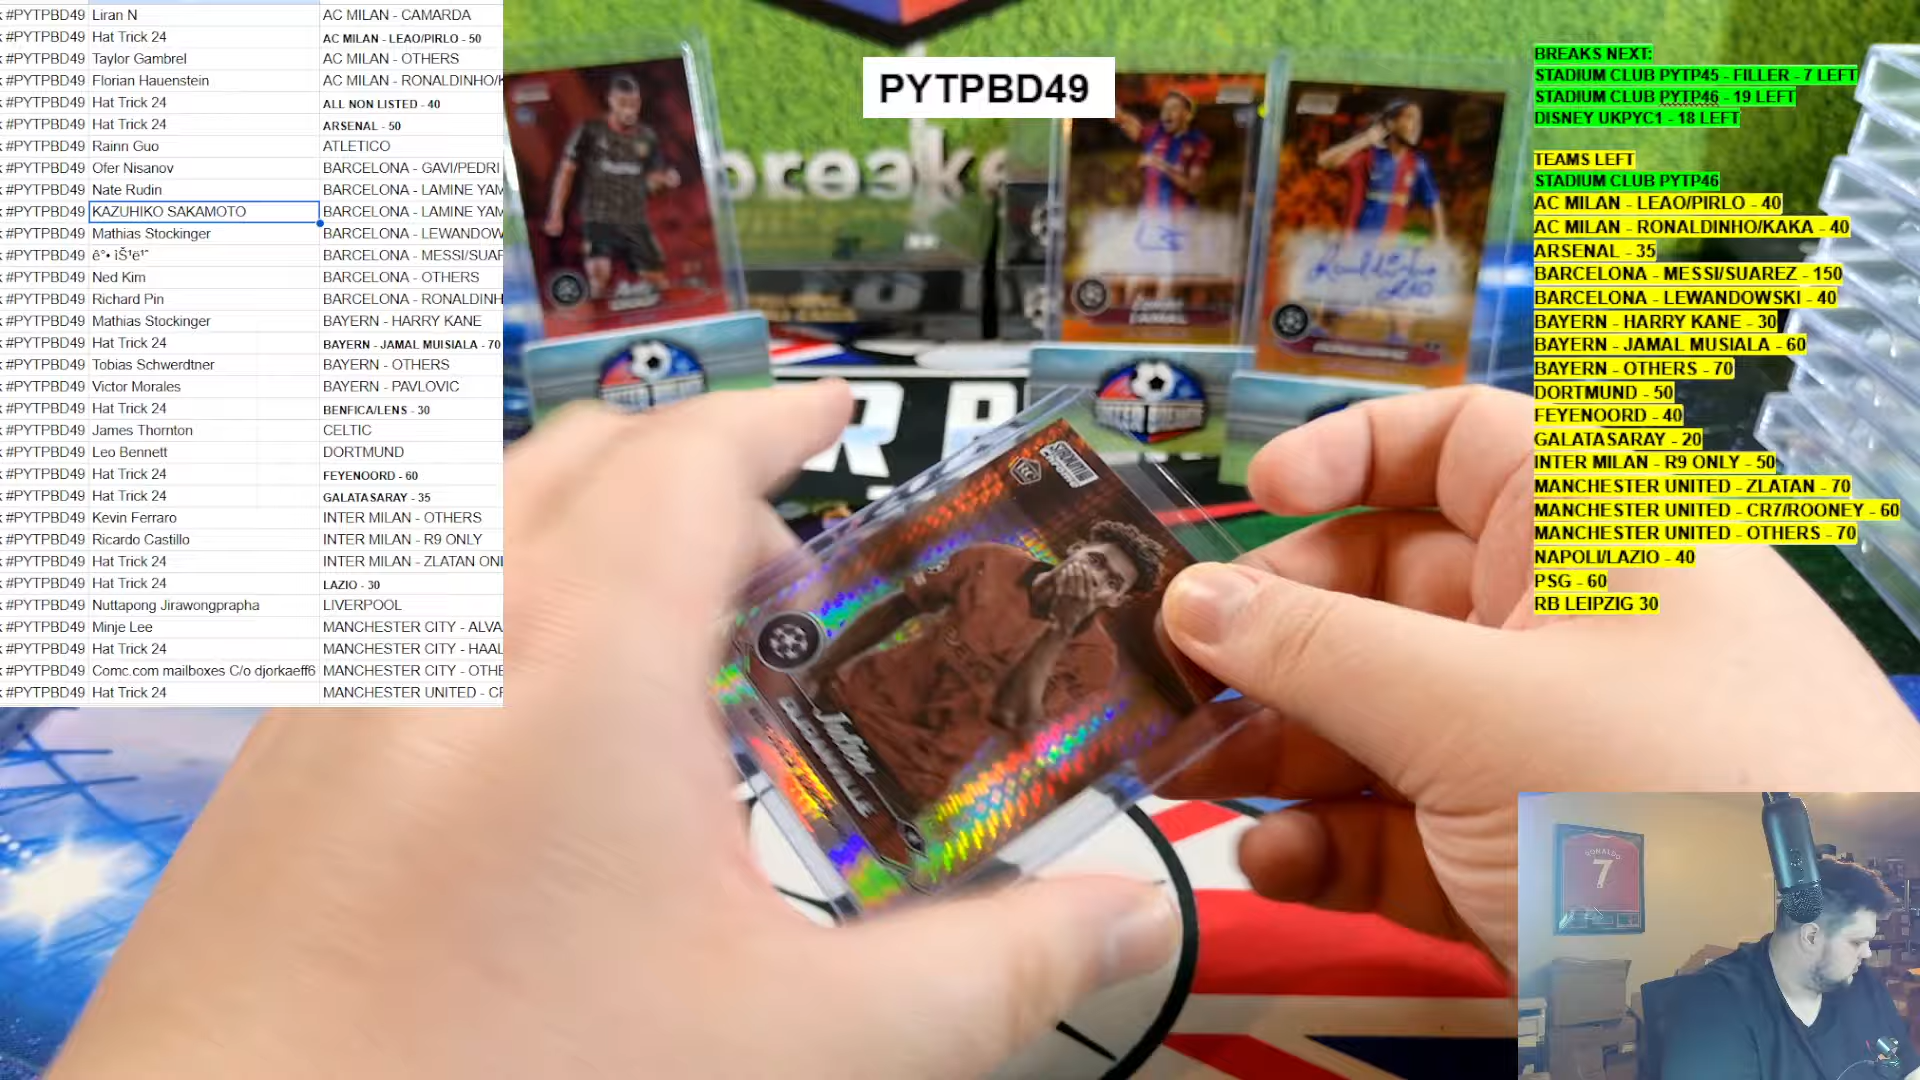 #PYTPBD49 Liran N AC MILAN - CAMARDA
#PYTPBD49 Hat Trick 24 AC MILAN - LEAO/PIRLO - 50
#PYTPBD49 Taylor Gambrel AC MILAN - OTHERS
#PYTPBD49 Florian Hauenstein AC MILAN - RONALDINHO/K
#PYTPBD49 Hat Trick 24 ALL NON LISTED - 40
#PYTPBD49 Hat Trick 24 ARSENAL - 50
#PYTPBD49 Rainn Guo ATLETICO
#PYTPBD49 Ofer Nisanov BARCELONA - GAVI/PEDRI
#PYTPBD49 Nate Rudin BARCELONA - LAMINE YAM
#PYTPBD49 KAZUHIKO SAKAMOTO BARCELONA - LAMINE YAM
#PYTPBD49 Mathias Stockinger BARCELONA - LEWANDOW
#PYTPBD49 BARCELONA - MESSI/SUAR
#PYTPBD49 Ned Kim BARCELONA - OTHERS
#PYTPBD49 Richard Pin BARCELONA - RONALDINH
#PYTPBD49 Mathias Stockinger BAYERN - HARRY KANE
#PYTPBD49 Hat Trick 24 BAYERN - JAMAL MUISIALA - 70
#PYTPBD49 Tobias Schwerdtner BAYERN - OTHERS
#PYTPBD49 Victor Morales BAYERN - PAVLOVIC
#PYTPBD49 Hat Trick 24 BENFICA/LENS - 30
#PYTPBD49 James Thornton CELTIC
#PYTPBD49 Leo Bennett DORTMUND
#PYTPBD49 Hat Trick 24 FEYENOORD - 60
#PYTPBD49 Hat Trick 24 GALATASARAY - 35
#PYTPBD49 Kevin Ferraro INTER MILAN - OTHERS
#PYTPBD49 Ricardo Castillo INTER MILAN - R9 ONLY
#PYTPBD49 Hat Trick 24 INTER MILAN - ZLATAN ONL
#PYTPBD49 Hat Trick 24 LAZIO - 30
#PYTPBD49 Nuttapong Jirawongprapha LIVERPOOL
#PYTPBD49 Minje Lee MANCHESTER CITY - ALVA
#PYTPBD49 Hat Trick 24 MANCHESTER CITY - HAAL
#PYTPBD49 Comc.com mailboxes C/o djorkaeff6 MANCHESTER CITY - OTHE
#PYTPBD49 Hat Trick 24 MANCHESTER UNITED - CF
PYTPBD49
breake
BREAKS NEXT:
STADIUM CLUB PYTP45 - FILLER - 7 LEFT
STADIUM CLUB PYTP46 - 19 LEFT
DISNEY UKPYC1 - 18 LEFT
TEAMS LEFT
STADIUM CLUB PYTP46
AC MILAN - LEAO/PIRLO - 40
AC MILAN - RONALDINHO/KAKA - 40
ARSENAL - 35
BARCELONA - MESSI/SUAREZ - 150
BARCELONA - LEWANDOWSKI - 40
BAYERN - HARRY KANE - 30
BAYERN - JAMAL MUSIALA - 60
BAYERN - OTHERS - 70
DORTMUND - 50
FEYENOORD - 40
GALATASARAY - 20
INTER MILAN - R9 ONLY - 50
MANCHESTER UNITED - ZLATAN - 70
MANCHESTER UNITED - CR7/ROONEY - 60
MANCHESTER UNITED - OTHERS - 70
NAPOLI/LAZIO - 40
PSG - 60
RB LEIPZIG 30
RC
RONALDO
7